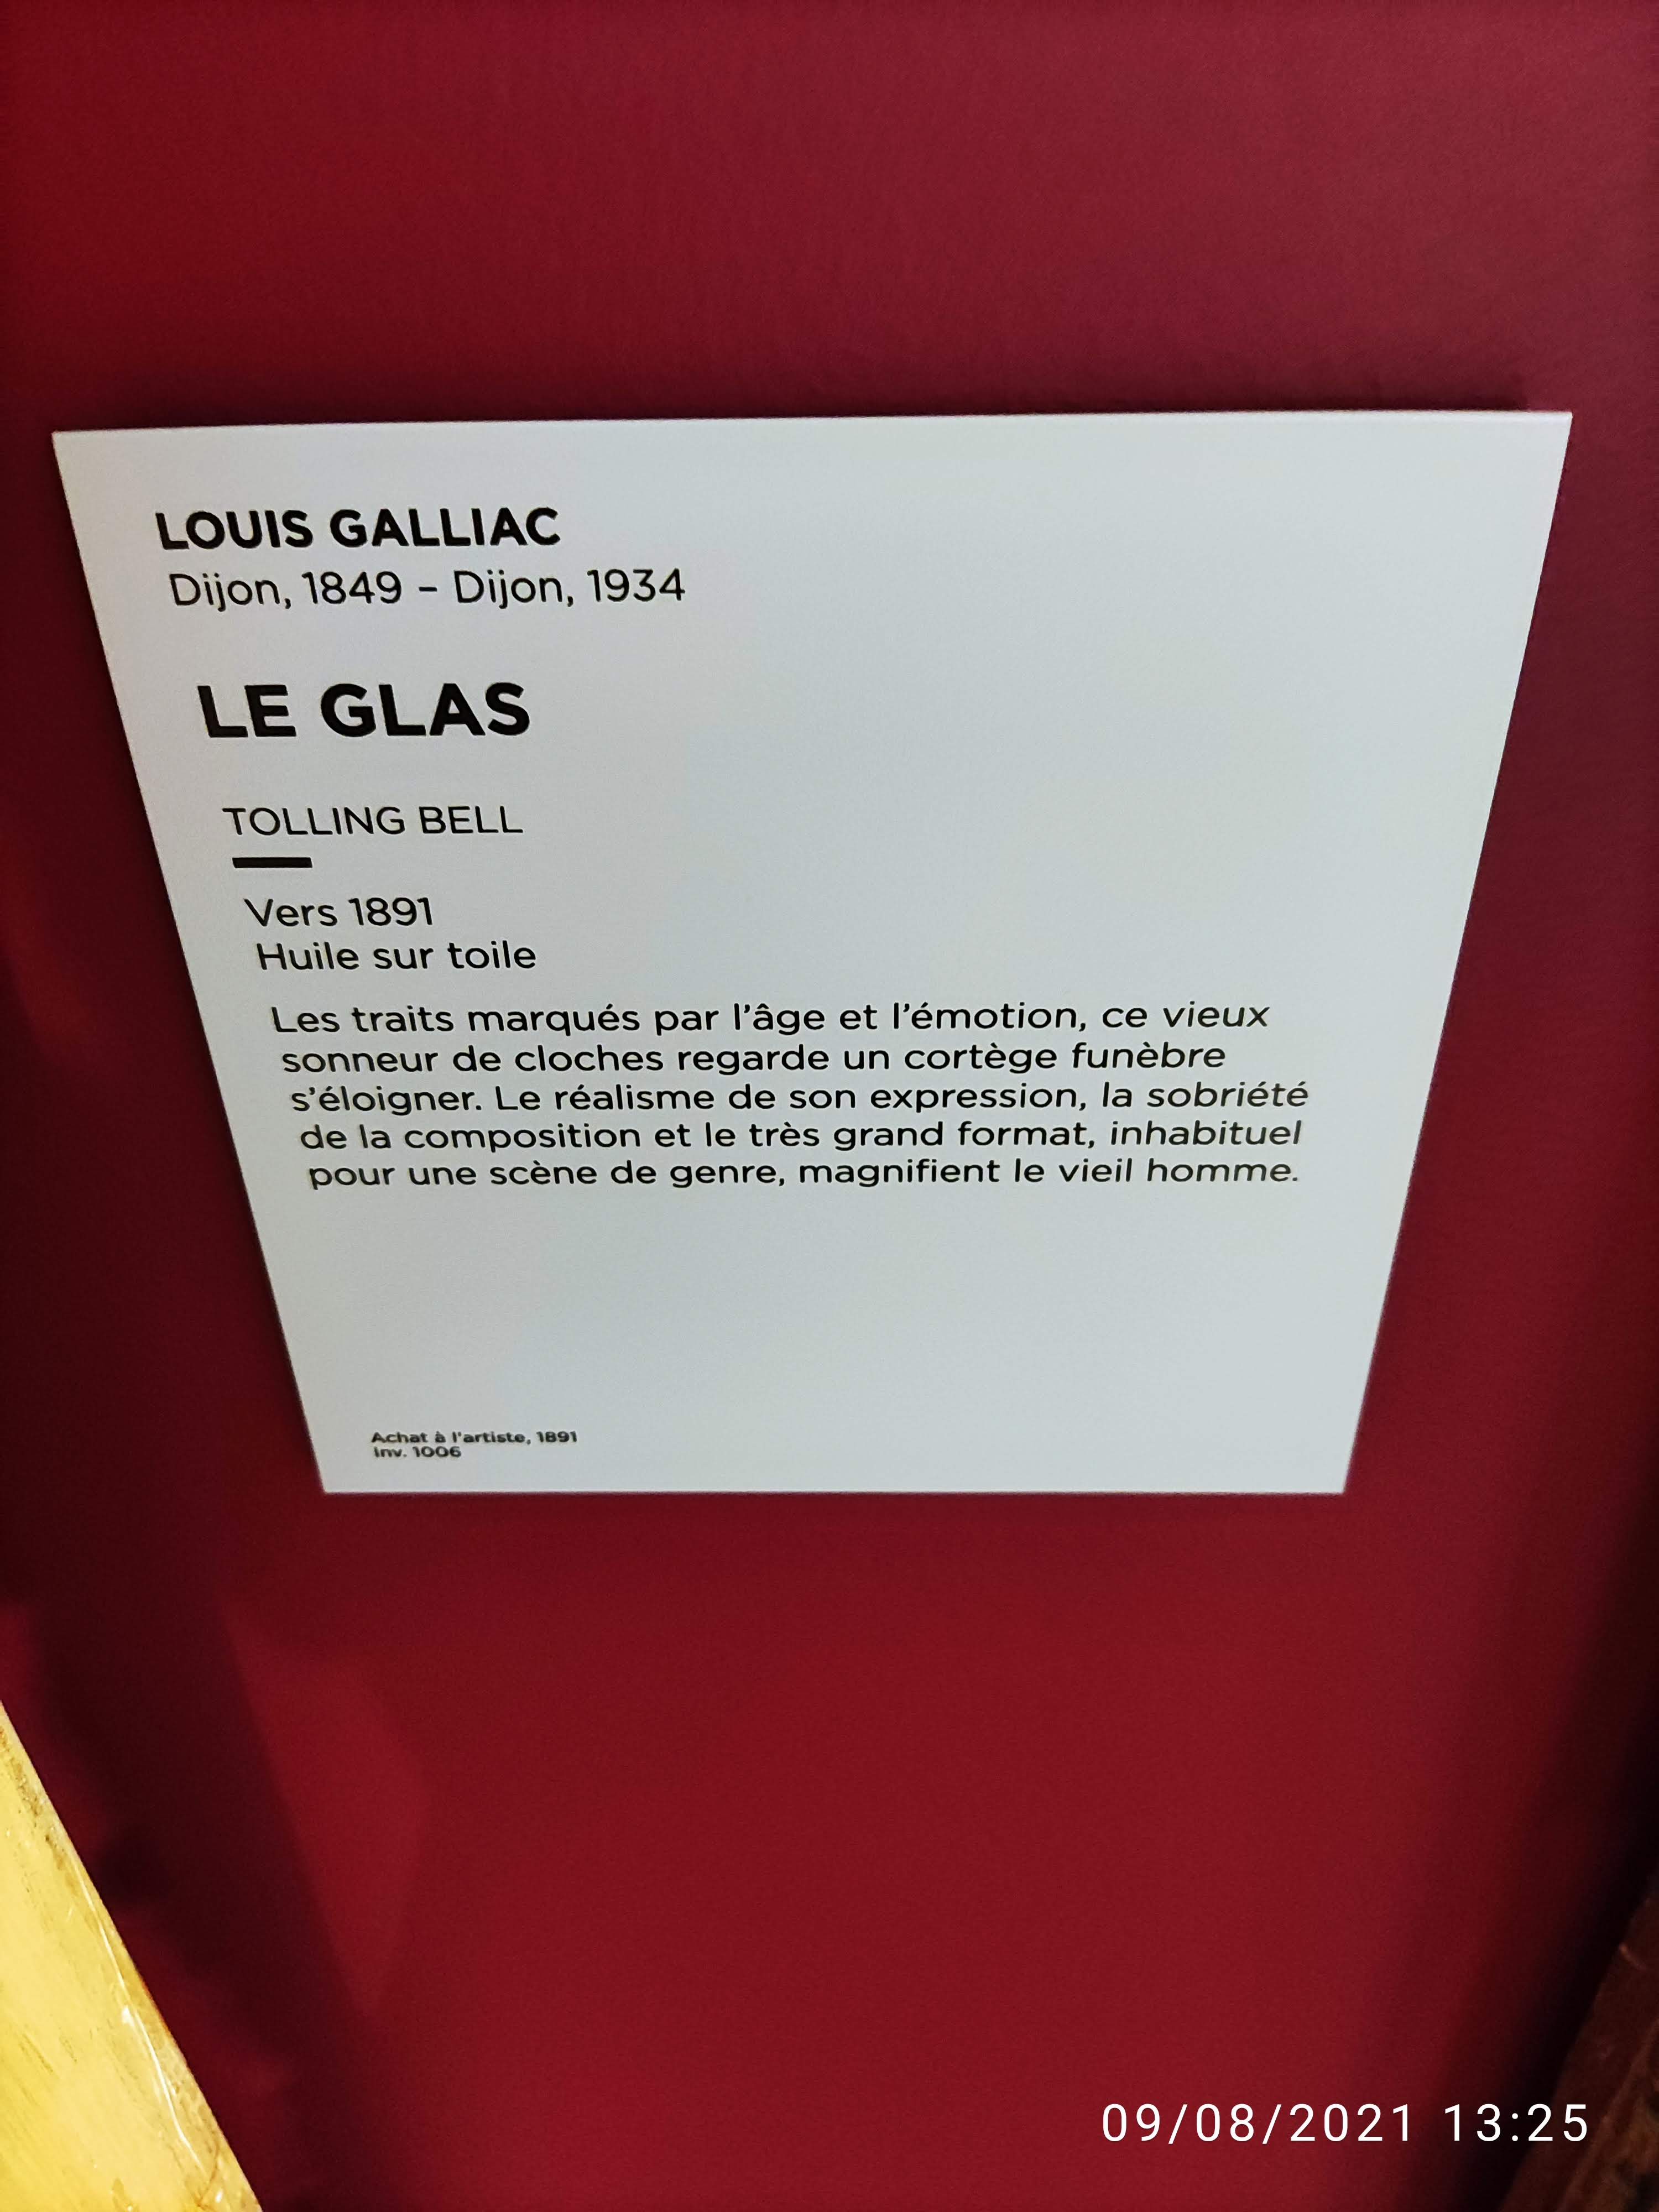 LOUIS GALLIAC
Dijon, 1849 – Dijon, 1934
LE GLAS
TOLLING BELL
Vers 1891
Huile sur toile
Les traits marqués par l'âge et l'émotion, ce vieux
sonneur de cloches regarde un cortège funèbre
s'éloigner. Le réalisme de son expression, la sobriété
de la composition et le très grand format, inhabituel
pour une scène de genre, magnifient le vieil homme.
Achat à l'artiste, 1891
Inv. 1006
09/08/2021 13:25